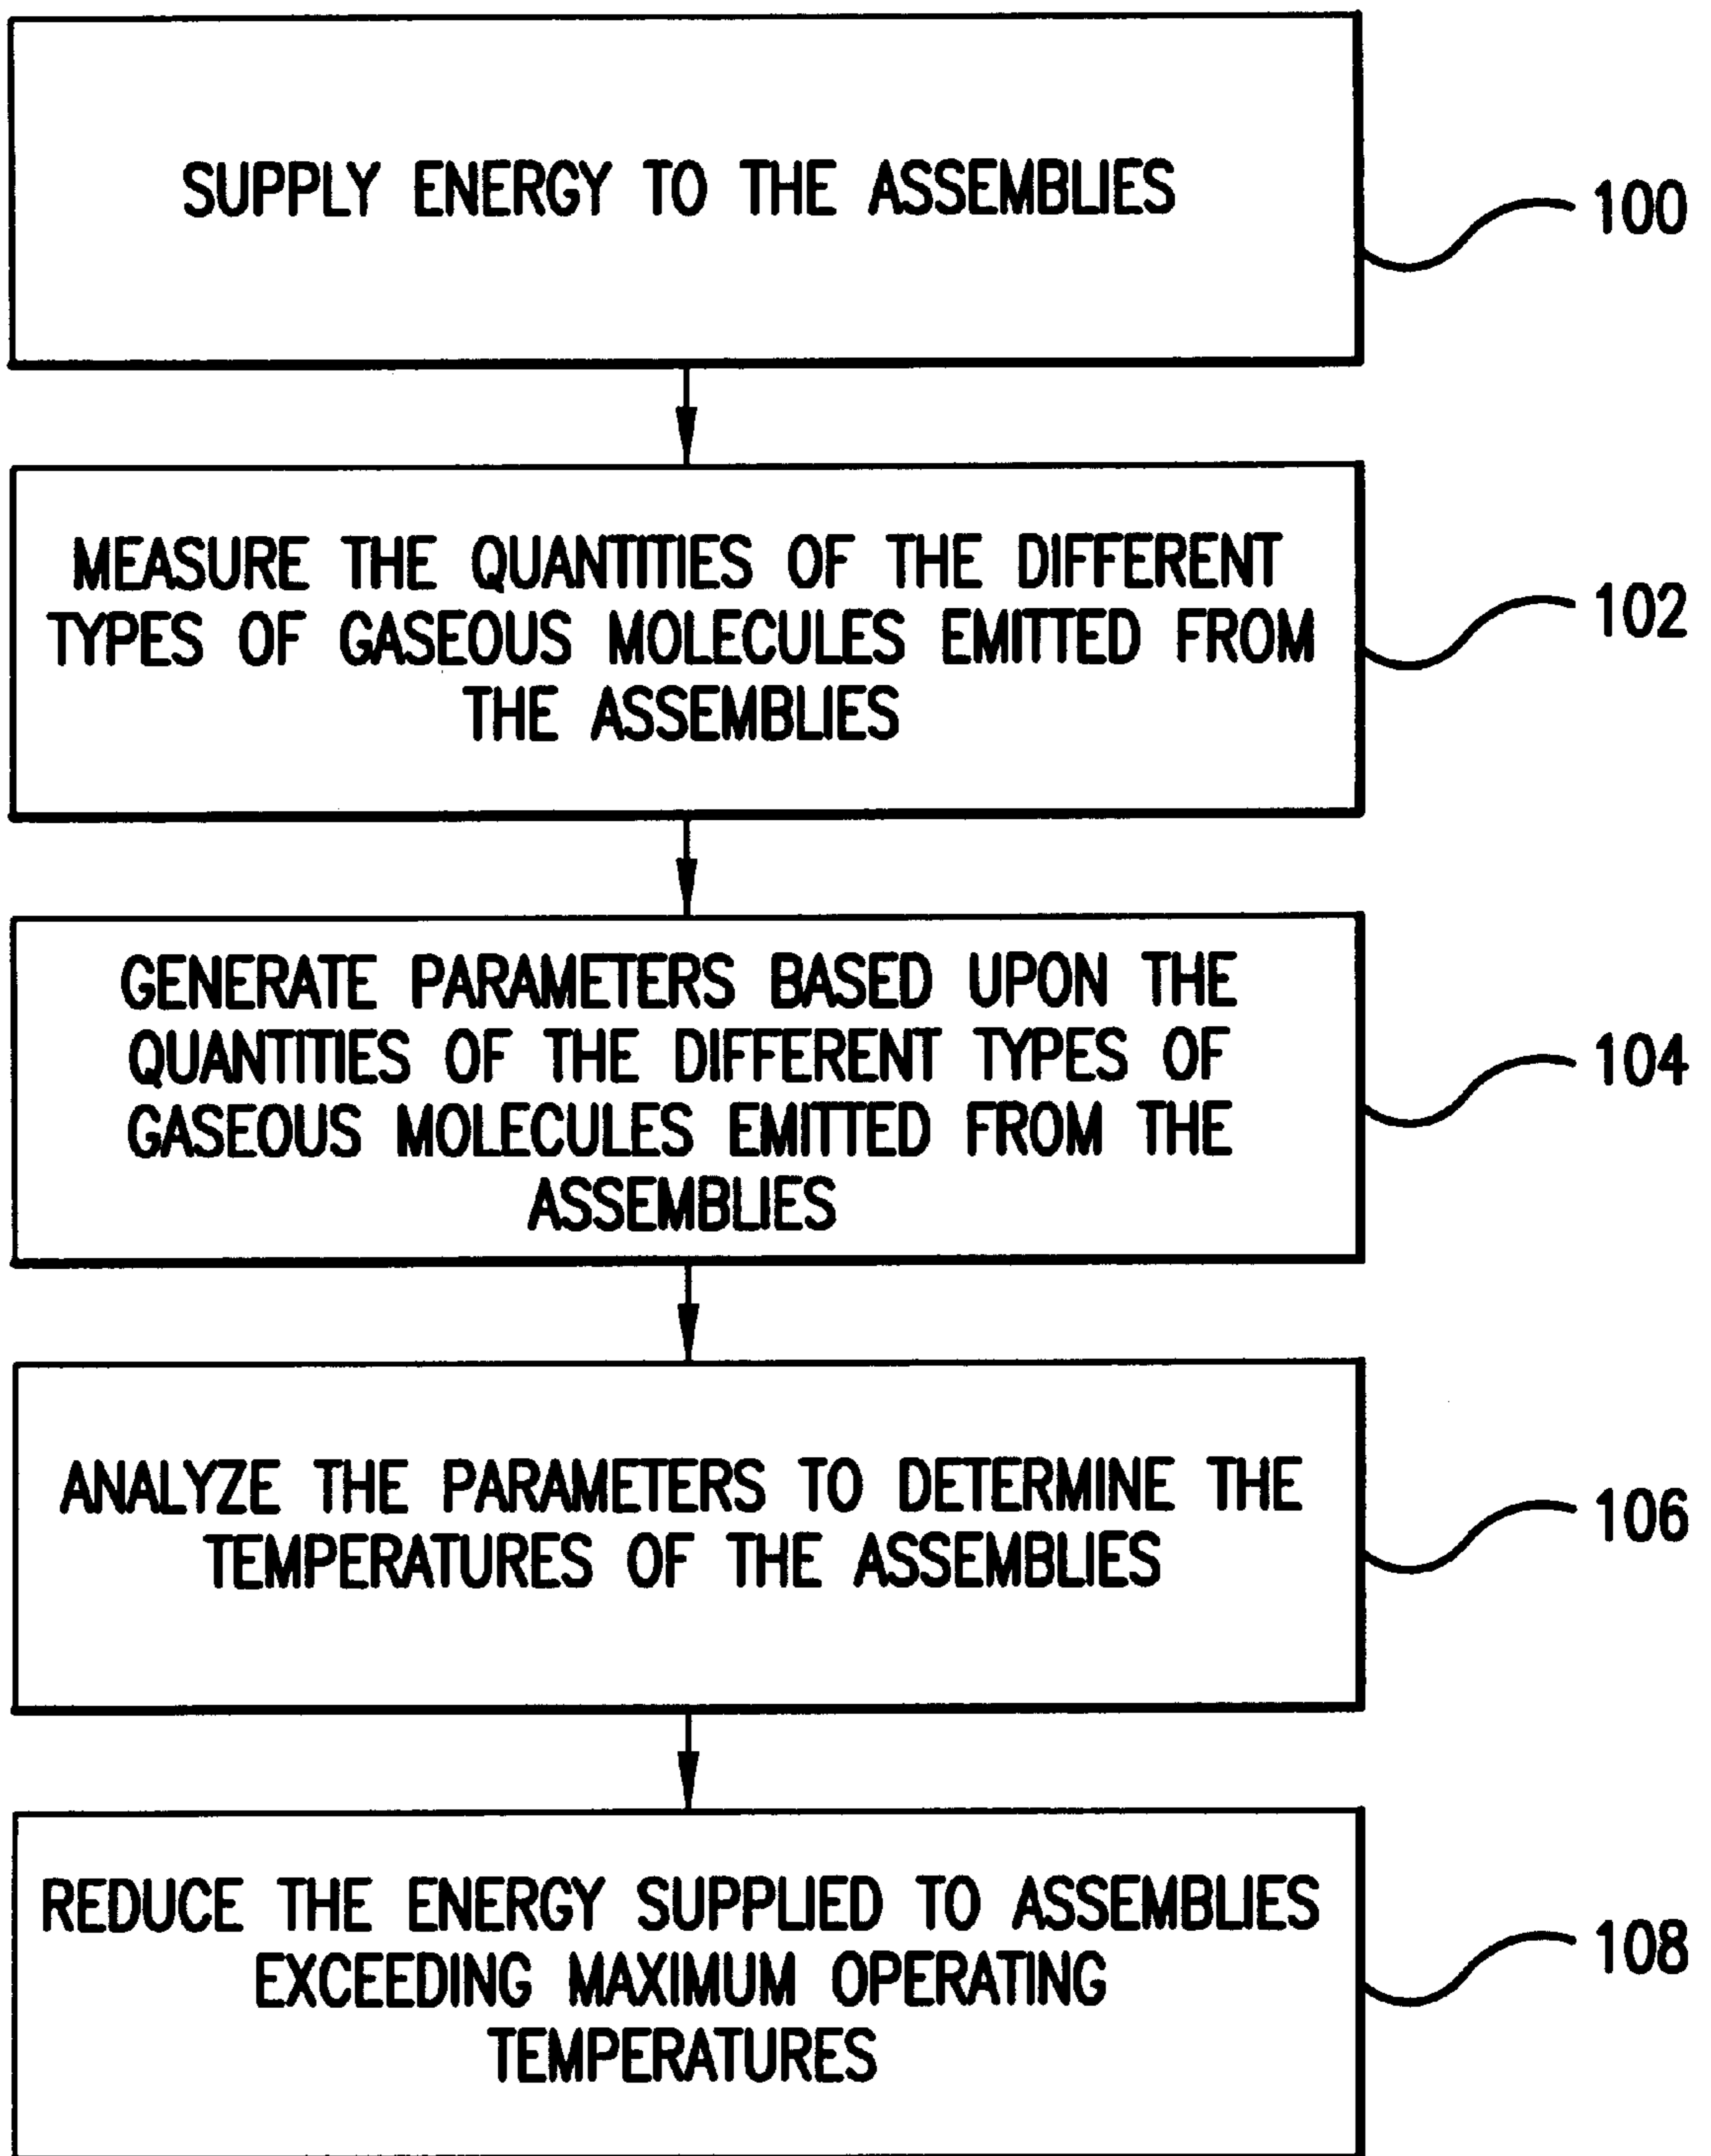 SUPPLY ENERGY TO THE ASSEMBLIES
100
MEASURE THE QUANTITIES OF THE DIFFERENT
TYPES OF GASEOUS MOLECULES EMITTED FROM
THE ASSEMBLIES
102
GENERATE PARAMETERS BASED UPON THE
QUANTITIES OF THE DIFFERENT TYPES OF
GASEOUS MOLECULES EMITTED FROM THE
ASSEMBLIES
104
ANALYZE THE PARAMETERS TO DETERMINE THE
TEMPERATURES OF THE ASSEMBLIES
106
REDUCE THE ENERGY SUPPLIED TO ASSEMBLIES
EXCEEDING MAXIMUM OPERATING
TEMPERATURES
108